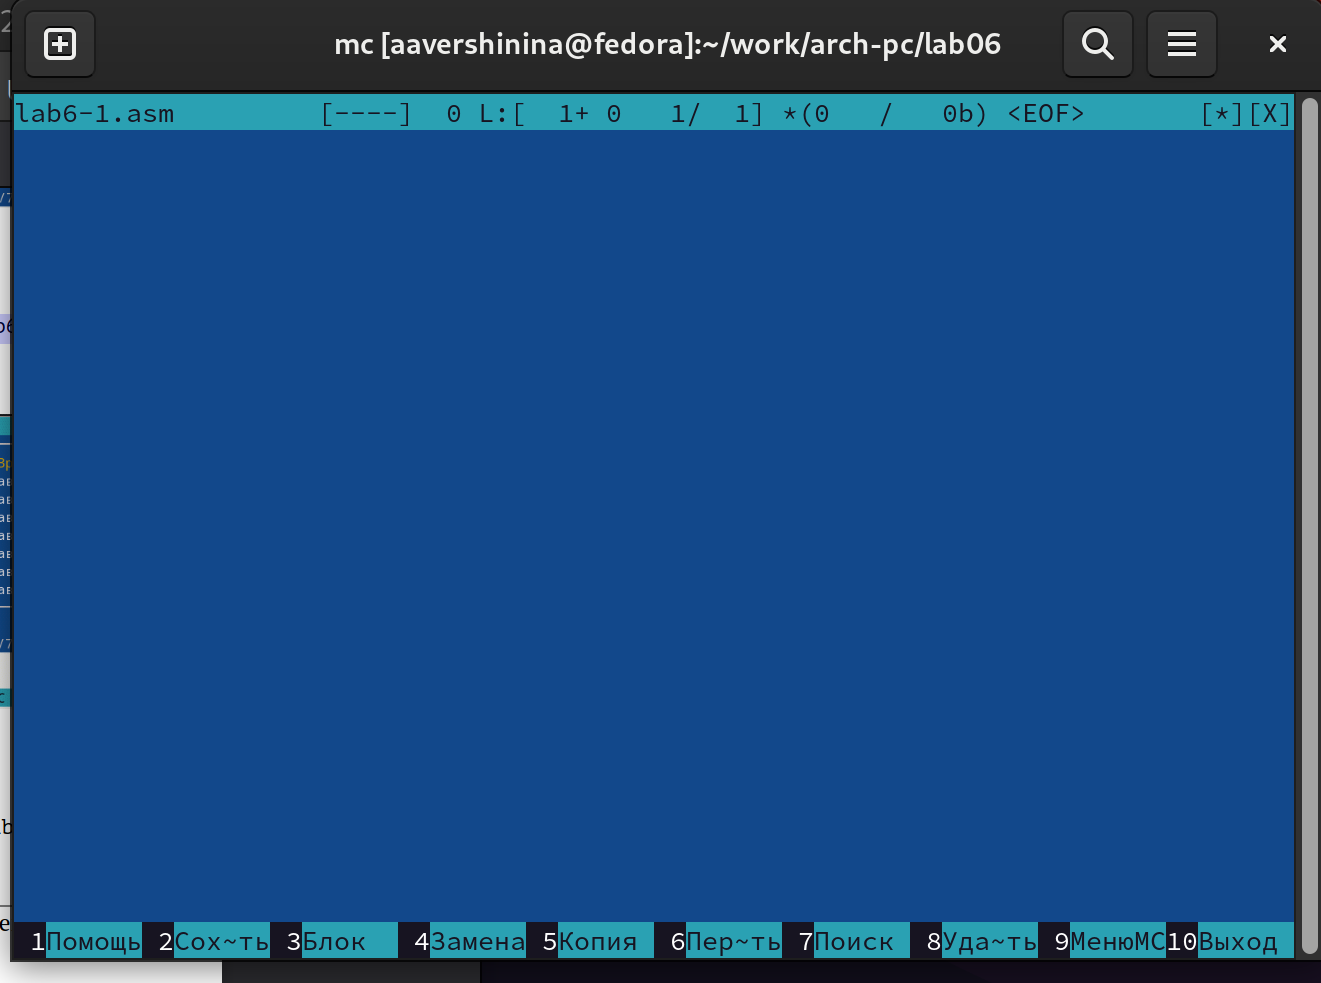 mc [aavershinina@fedora]:~/work/arch-pc/lab06
lab6-1.asm [----] 0 L:[ 1+ 0 1/ 1] *(0 / 0b) <EOF> [*][X]
1Помощь 2Сох~ть 3Блок 4Замена 5Копия 6Пер~ть 7Поиск 8Уда~ть 9МенюMC 10Выход